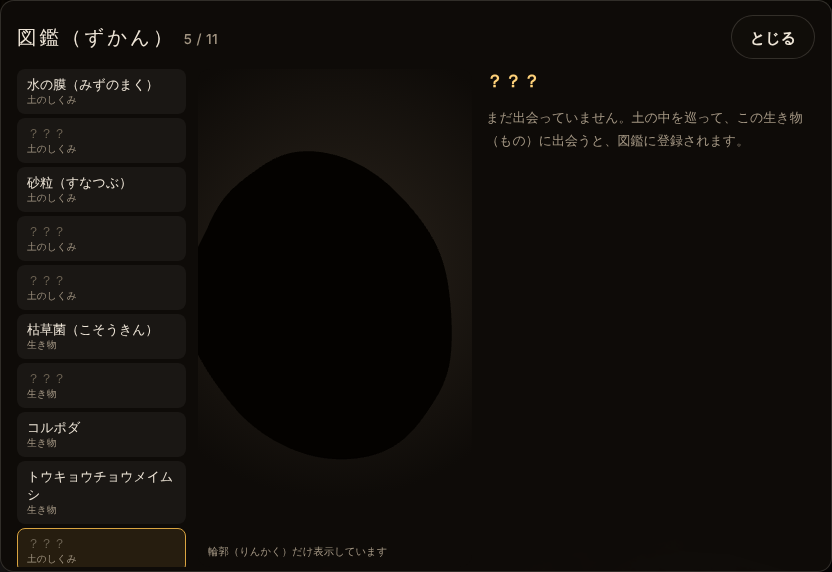 図鑑（ずかん） 5 / 11
とじる
水の膜（みずのまく）
土のしくみ
？？？
土のしくみ
砂粒（すなつぶ）
土のしくみ
？？？
土のしくみ
？？？
土のしくみ
枯草菌（こそうきん）
生き物
？？？
生き物
コルポダ
生き物
トウキョウチョウメイム
シ
生き物
？？？
土のしくみ
輪郭（りんかく）だけ表示しています
？？？
まだ出会っていません。土の中を巡って、この生き物
（もの）に出会うと、図鑑に登録されます。